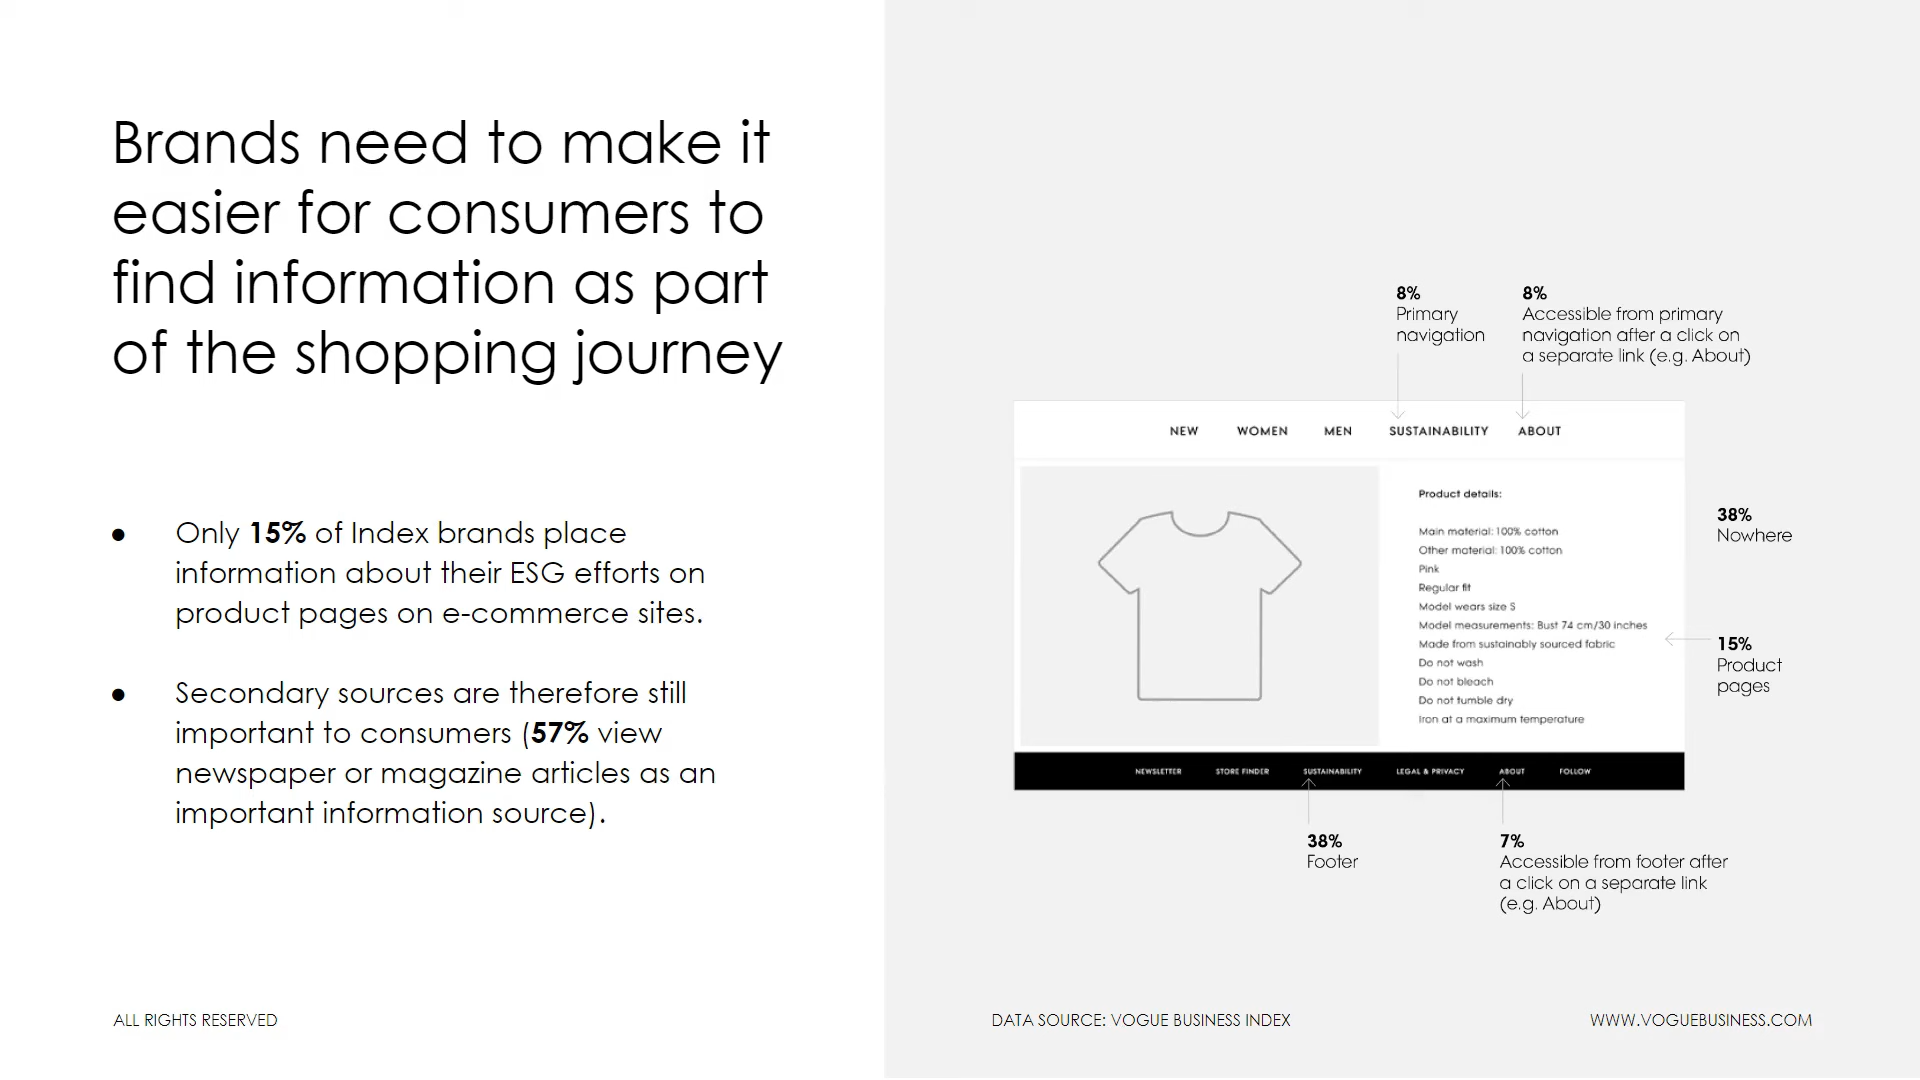 Brands need to make it
easier for consumers to
find information as part
of the shopping journey
● Only 15% of Index brands place
information about their ESG efforts on
product pages on e-commerce sites.
● Secondary sources are therefore still
important to consumers (57% view
newspaper or magazine articles as an
important information source).
8%
Primary
navigation
8%
Accessible from primary
navigation after a click on
a separate link (e.g. About)
NEW WOMEN MEN SUSTAINABILITY ABOUT
Product details:
Main material: 100% cotton
Other material: 100% cotton
Pink
Regular fit
Model wears size S
Model measurements: Bust 74 cm/30 inches
Made from sustainably sourced fabric
Do not wash
Do not bleach
Do not tumble dry
Iron at a maximum temperature
38%
Nowhere
15%
Product
pages
NEWSLETTER STORE FINDER SUSTAINABILITY LEGAL & PRIVACY ABOUT FOLLOW
38%
Footer
7%
Accessible from footer after
a click on a separate link
(e.g. About)
ALL RIGHTS RESERVED
DATA SOURCE: VOGUE BUSINESS INDEX
WWW.VOGUEBUSINESS.COM